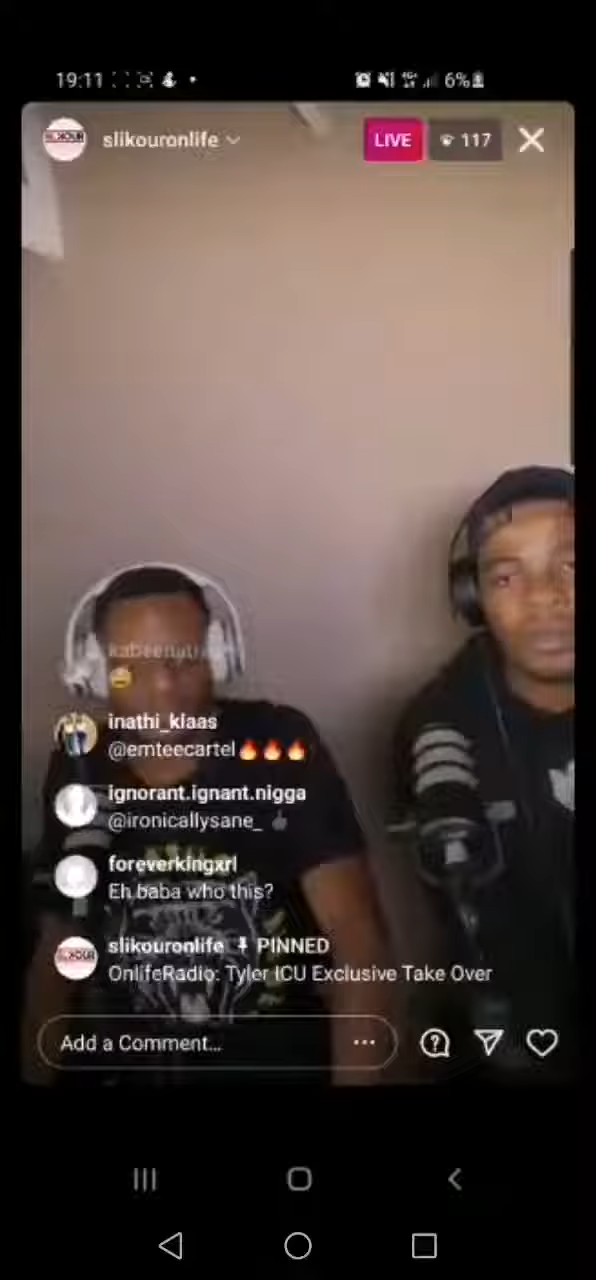 19:11
6%
slikouronlife
LIVE
117
inathi_klaas
@emteecartel🔥🔥🔥
ignorant.ignant.nigga
@ironicallysane_
foreverkingxrl
Eh baba who this?
slikouronlife PINNED
OnlifeRadio: Tyler ICU Exclusive Take Over
Add a Comment...